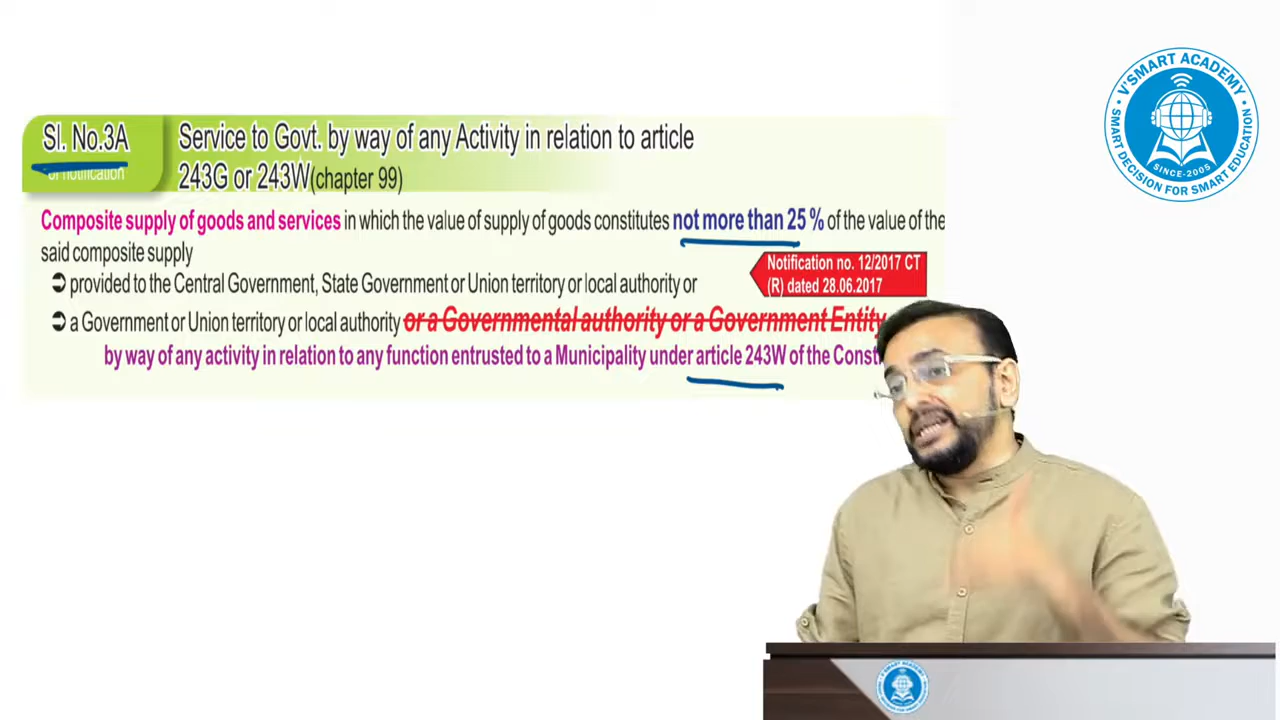 Sl. No.3A
of notification
Service to Govt. by way of any Activity in relation to article
243G or 243W(chapter 99)
Composite supply of goods and services in which the value of supply of goods constitutes not more than 25 % of the value of the
said composite supply
➲ provided to the Central Government, State Government or Union territory or local authority or
Notification no. 12/2017 CT
(R) dated 28.06.2017
➲ a Government or Union territory or local authority or a Governmental authority or a Government Entity
by way of any activity in relation to any function entrusted to a Municipality under article 243W of the
V'SMART ACADEMY
SINCE-2005
SMART DECISION FOR SMART EDUCATION
V'SMART ACADEMY